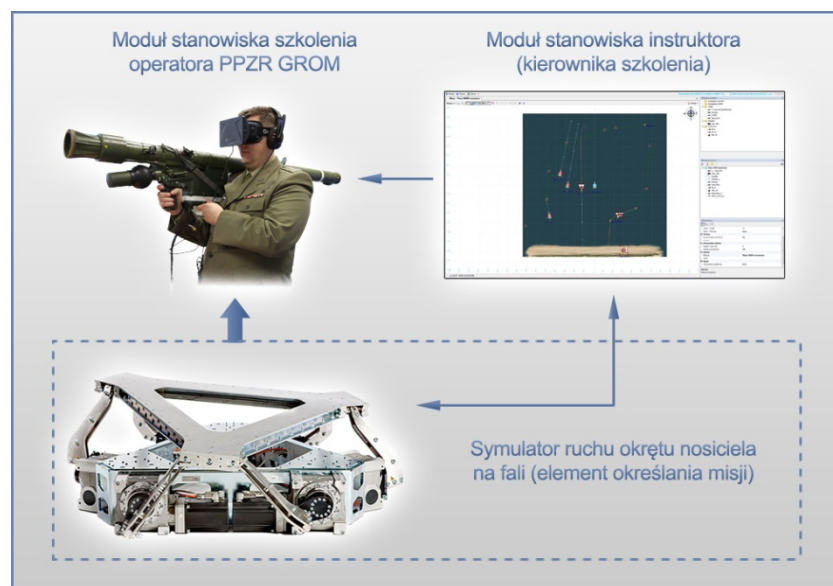 Moduł stanowiska szkolenia
operatora PPZR GROM
Moduł stanowiska instruktora
(kierownika szkolenia)
Symulator ruchu okrętu nosiciela
na fali (element określania misji)